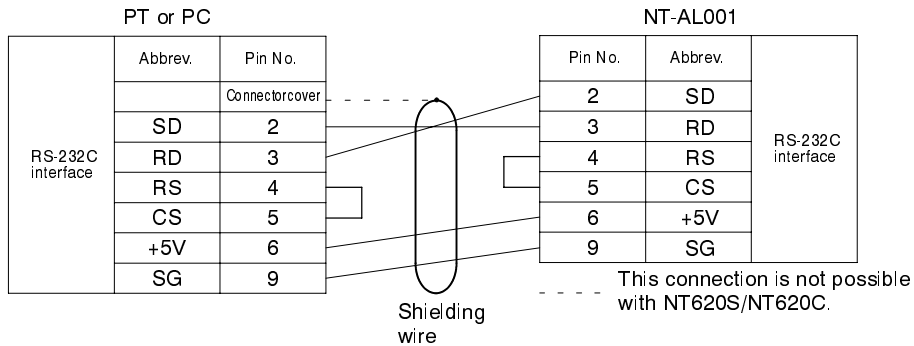 PT or PC
NT-AL001
Abbrev. Pin No.
Connectorcover
SD 2
RD 3
RS 4
CS 5
+5V 6
SG 9
RS-232C
interface
Pin No. Abbrev.
2 SD
3 RD
4 RS
5 CS
6 +5V
9 SG
RS-232C
interface
Shielding
wire
This connection is not possible
with NT620S/NT620C.